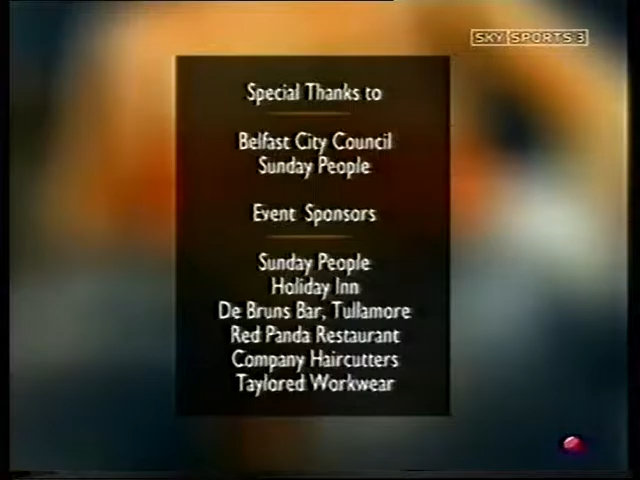 SKY SPORTS 3
Special Thanks to
Belfast City Council
Sunday People
Event Sponsors
Sunday People
Holiday Inn
De Bruns Bar, Tullamore
Red Panda Restaurant
Company Haircutters
Taylored Workwear